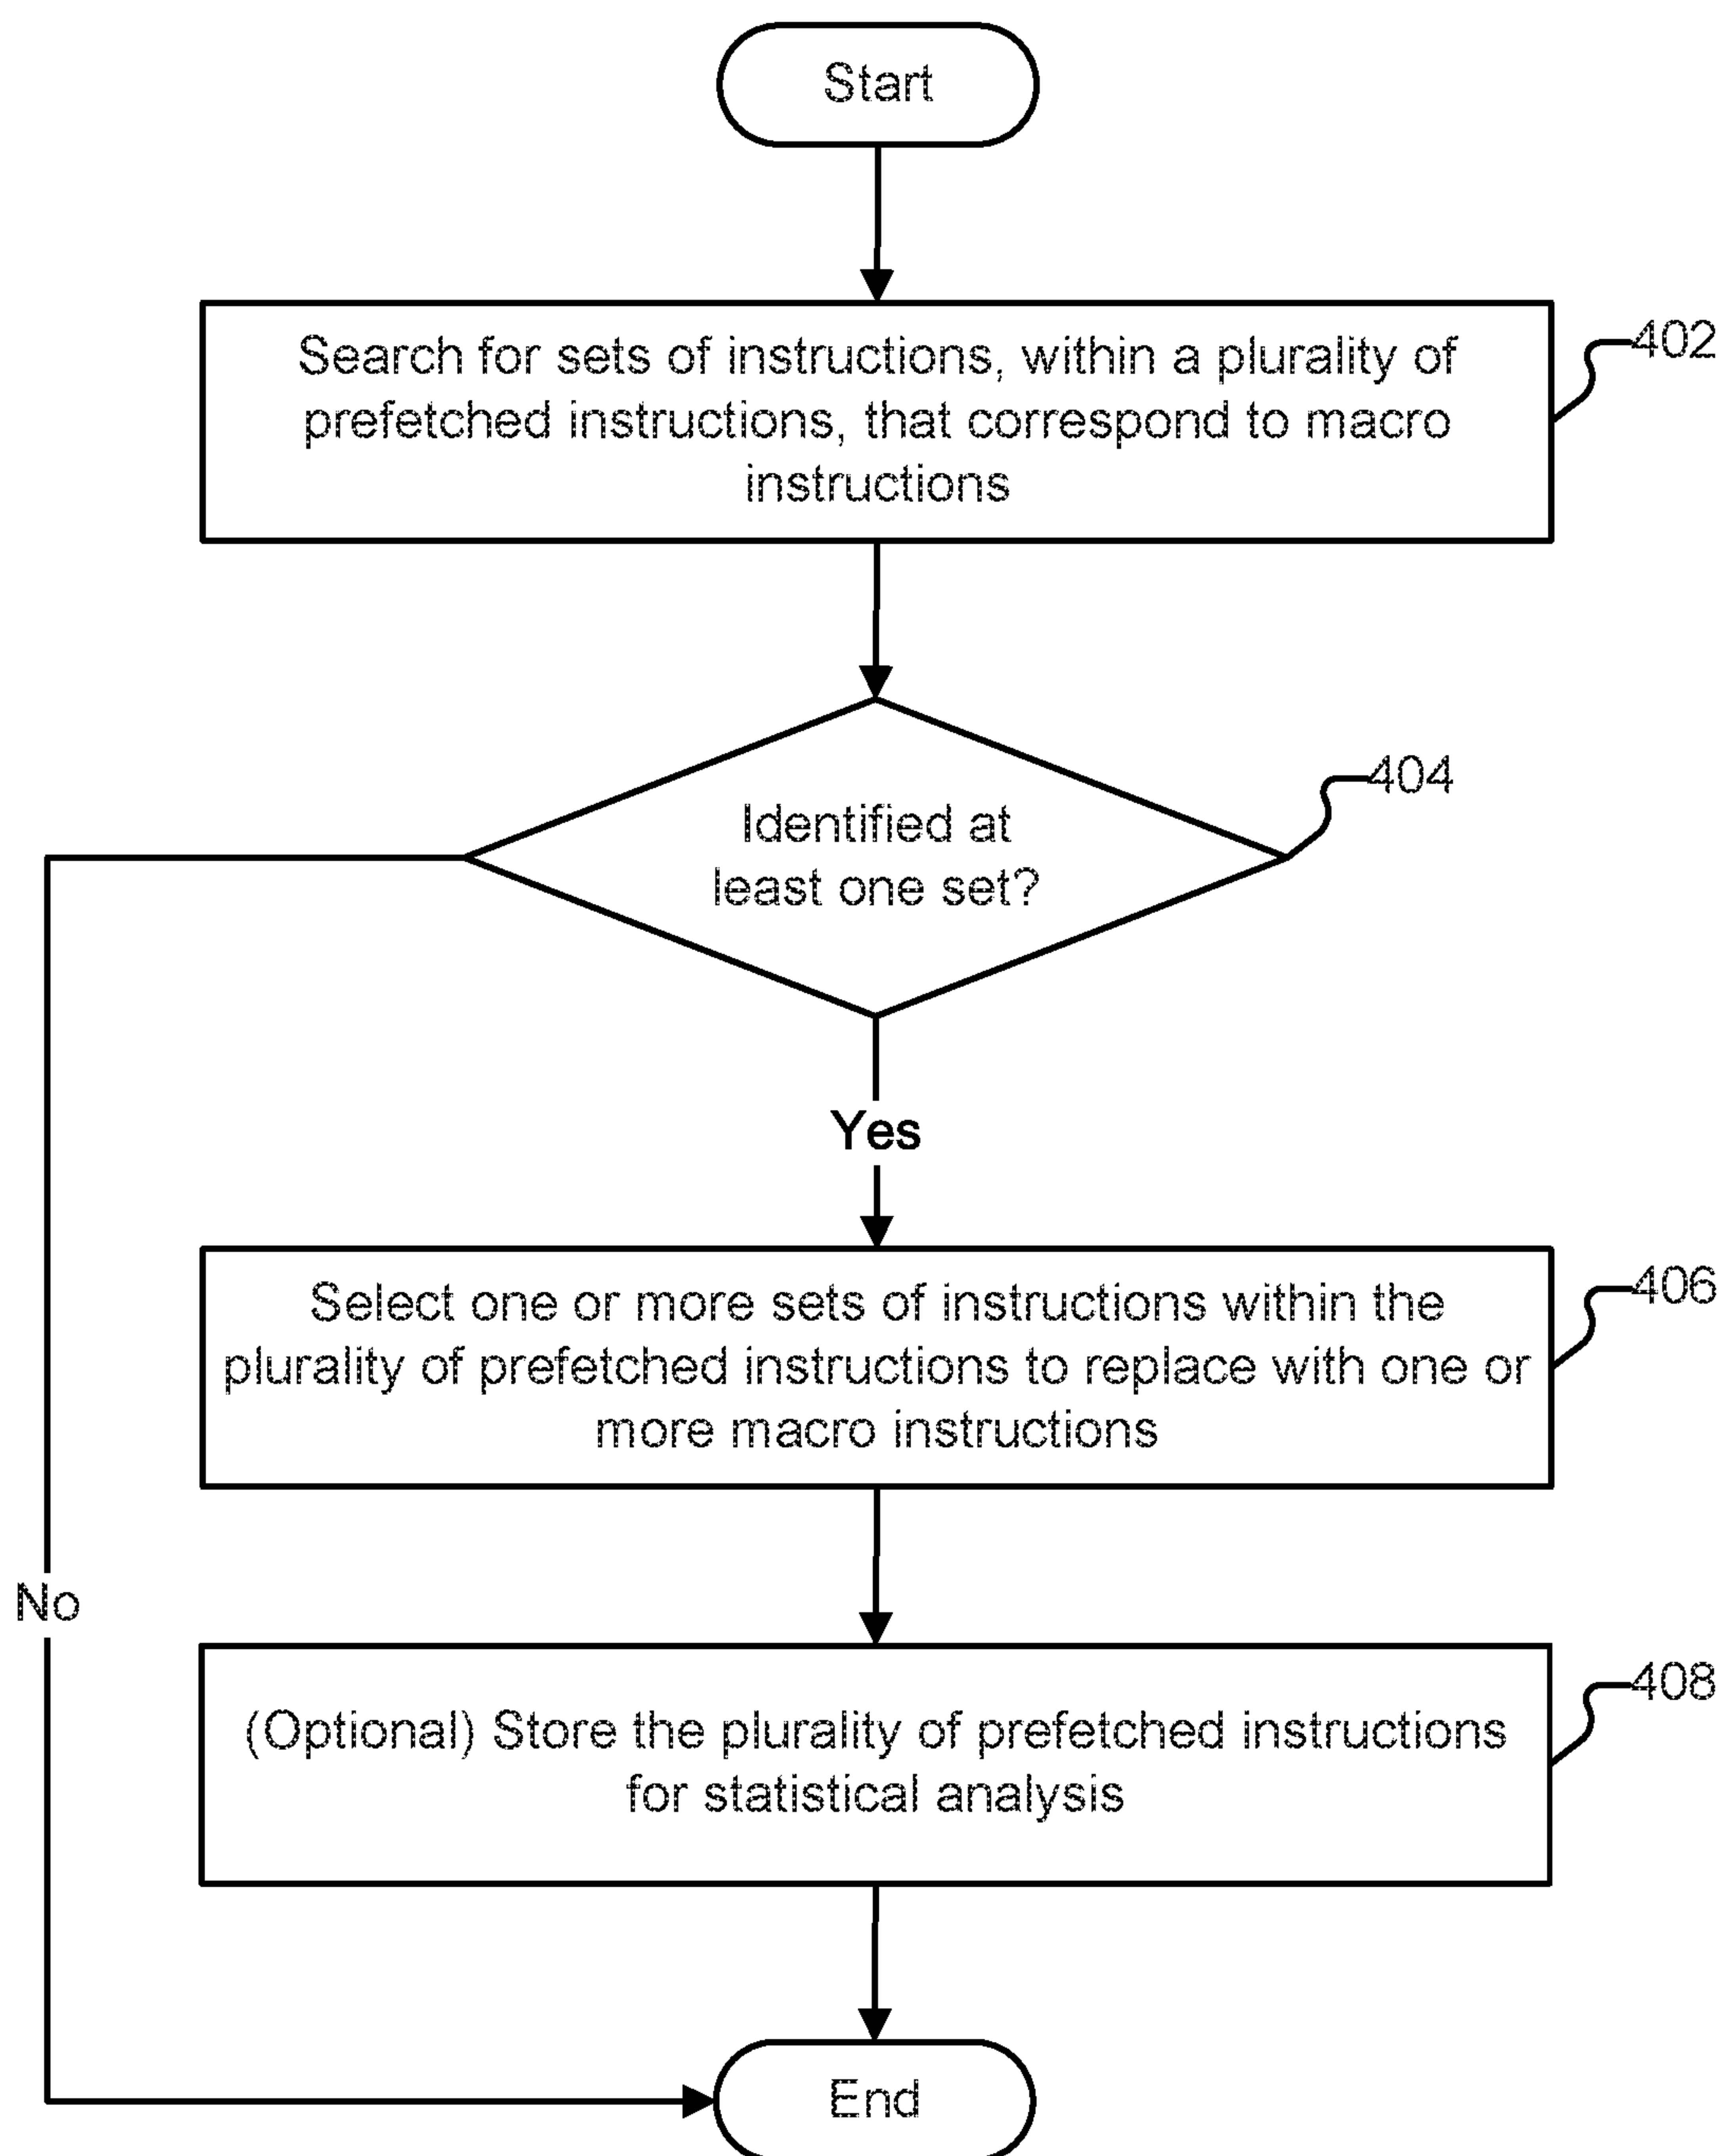 Start
Search for sets of instructions, within a plurality of
prefetched instructions, that correspond to macro
instructions
402
Identified at
least one set?
404
Yes
Select one or more sets of instructions within the
plurality of prefetched instructions to replace with one or
more macro instructions
406
No
(Optional) Store the plurality of prefetched instructions
for statistical analysis
408
End